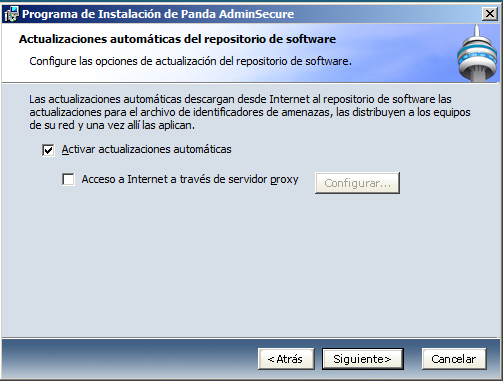 Programa de Instalación de Panda AdminSecure
Actualizaciones automáticas del repositorio de software
Configure las opciones de actualización del repositorio de software.
Las actualizaciones automáticas descargan desde Internet al repositorio de software las
actualizaciones para el archivo de identificadores de amenazas, las distribuyen a los equipos
de su red y una vez allí las aplican.
Activar actualizaciones automáticas
Acceso a Internet a través de servidor proxy
Configurar...
<Atrás
Siguiente>
Cancelar